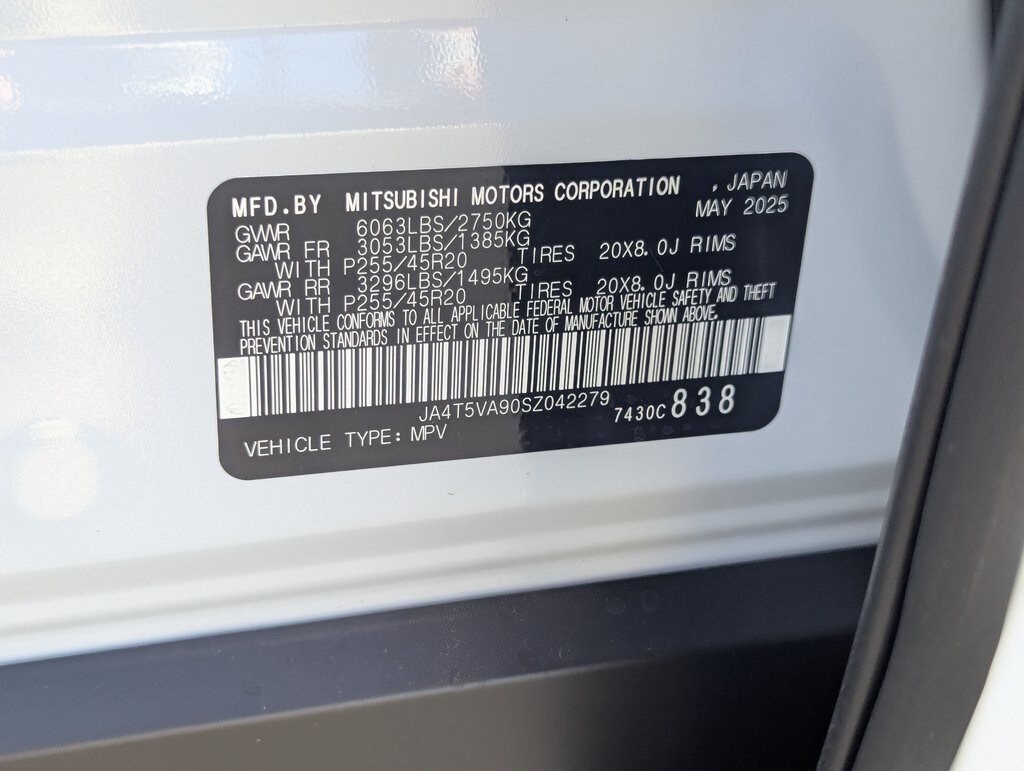 MFD.BY MITSUBISHI MOTORS CORPORATION , JAPAN
GVWR 6063LBS/2750KG MAY 2025
GAWR FR 3053LBS/1385KG
WITH P255/45R20 TIRES 20X8.0J RIMS
GAWR RR 3296LBS/1495KG
WITH P255/45R20 TIRES 20X8.0J RIMS
THIS VEHICLE CONFORMS TO ALL APPLICABLE FEDERAL MOTOR VEHICLE SAFETY AND THEFT
PREVENTION STANDARDS IN EFFECT ON THE DATE OF MANUFACTURE SHOWN ABOVE.
JA4T5VA90SZ042279 7430C 838
VEHICLE TYPE: MPV